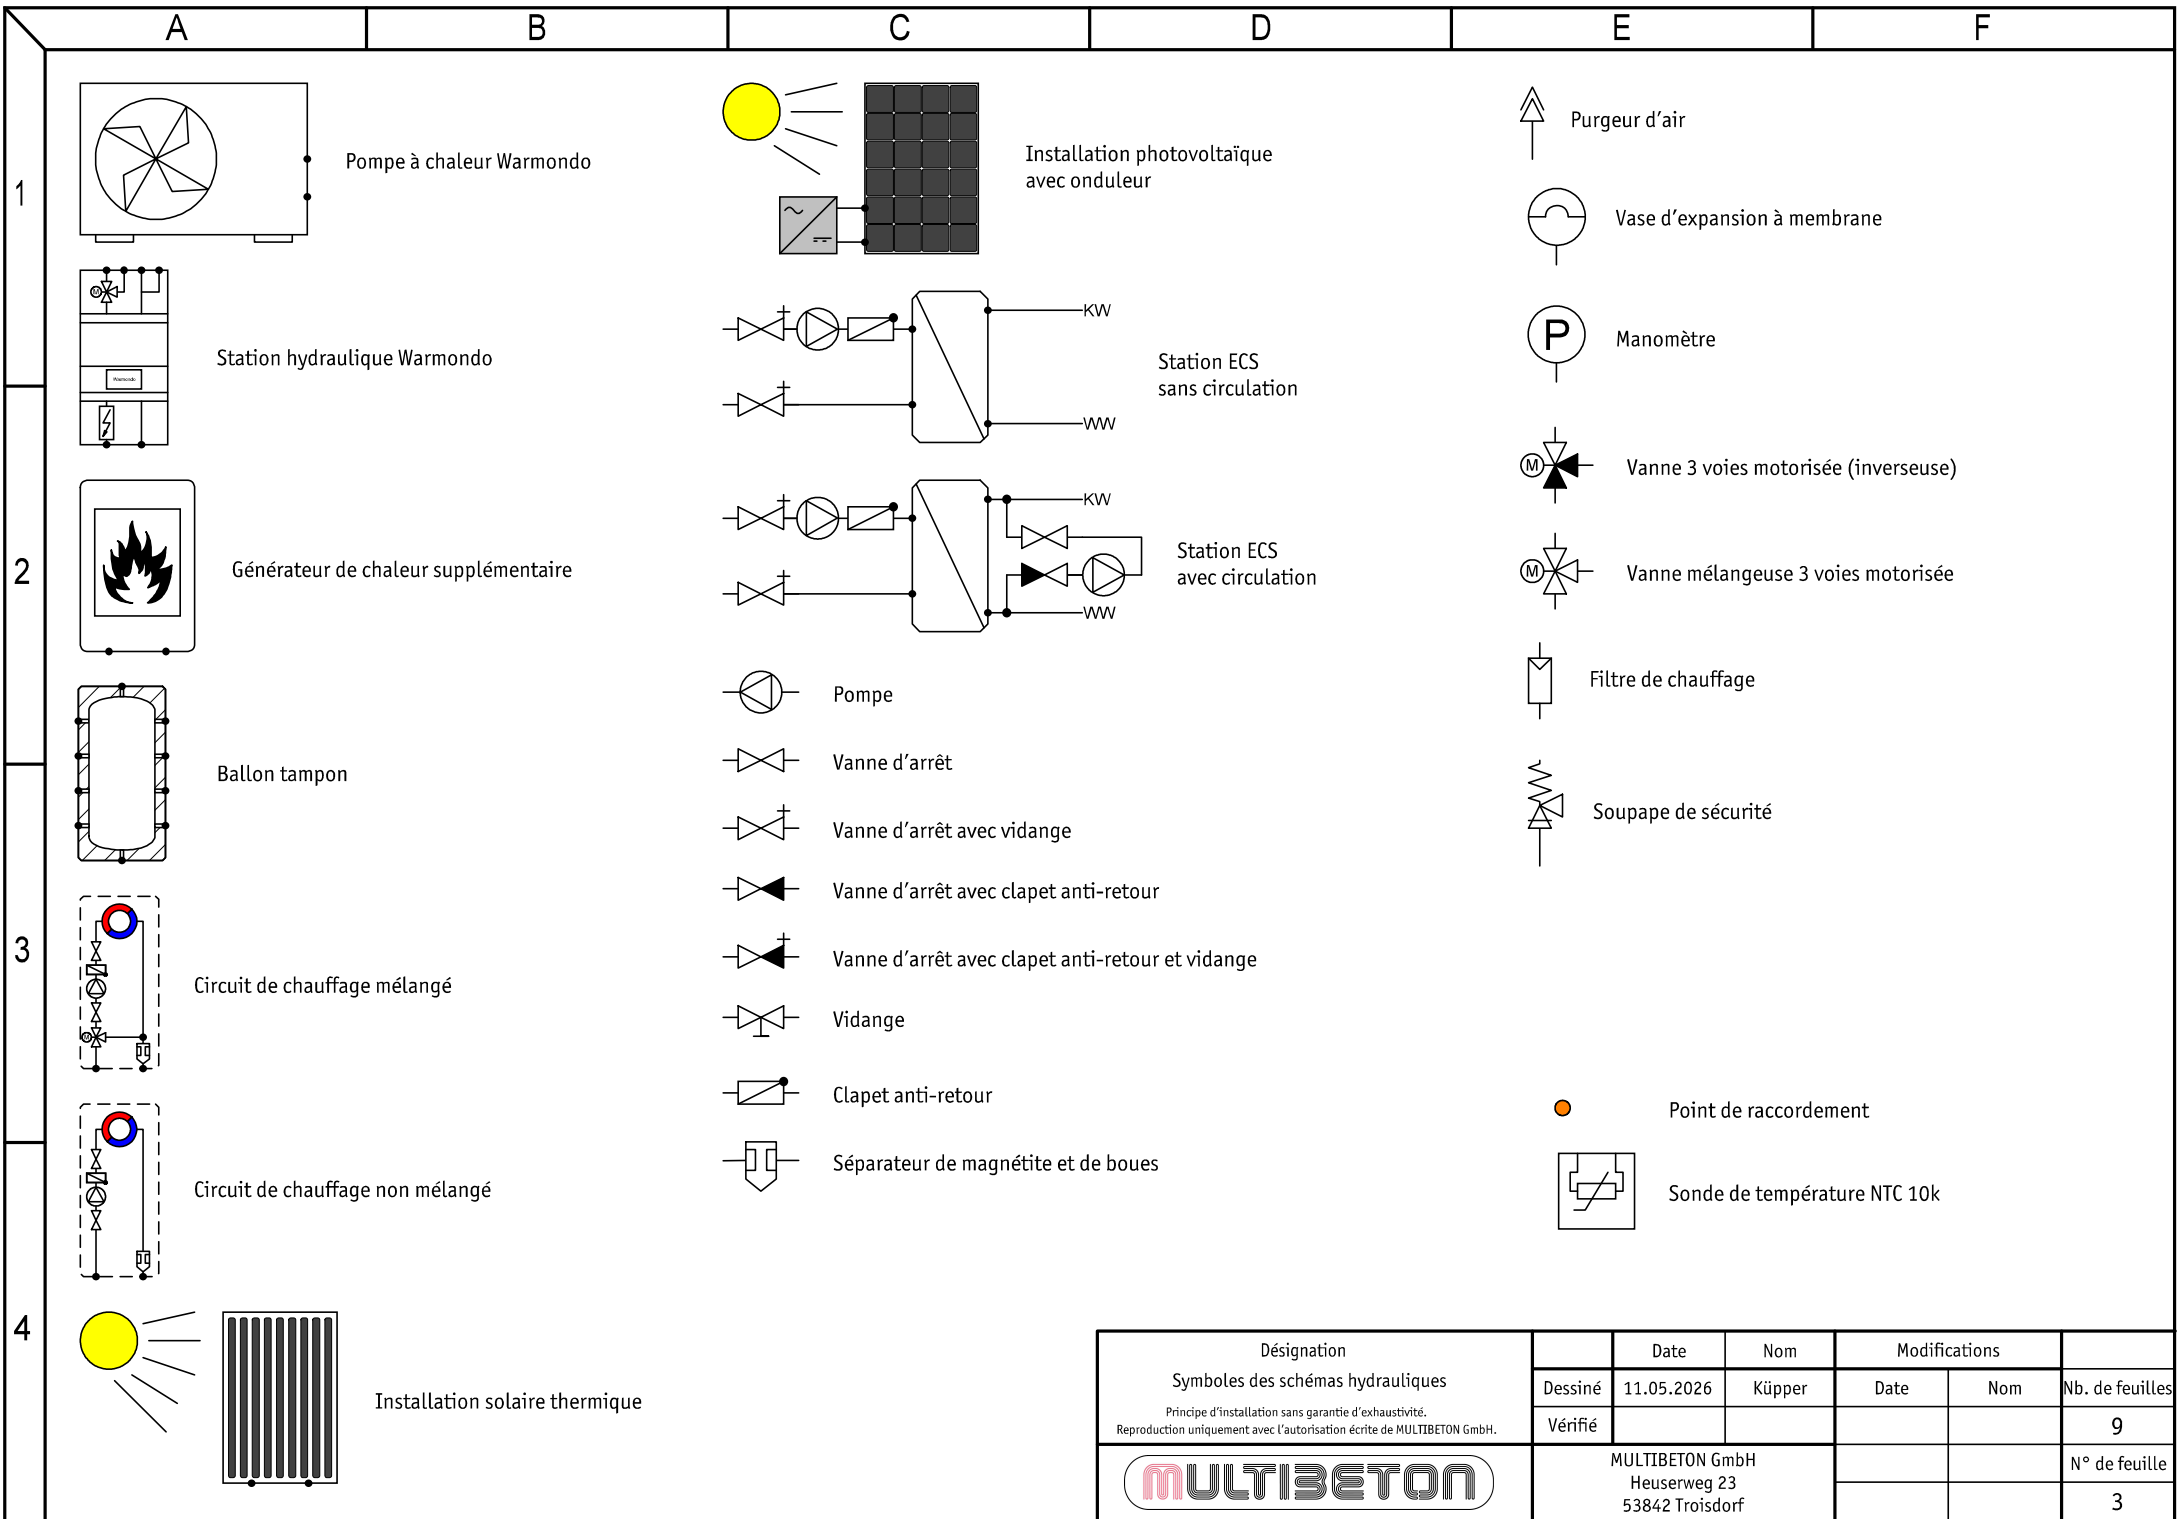 A B C D E F
1
2
3
4
Pompe à chaleur Warmondo
M
Warmondo
Station hydraulique Warmondo
Générateur de chaleur supplémentaire
Ballon tampon
M
Circuit de chauffage mélangé
Circuit de chauffage non mélangé
Installation solaire thermique
Installation photovoltaïque
avec onduleur
KW
WW
Station ECS
sans circulation
KW
WW
Station ECS
avec circulation
Pompe
Vanne d'arrêt
Vanne d'arrêt avec vidange
Vanne d'arrêt avec clapet anti-retour
Vanne d'arrêt avec clapet anti-retour et vidange
Vidange
Clapet anti-retour
Séparateur de magnétite et de boues
Purgeur d'air
Vase d'expansion à membrane
P
Manomètre
M
Vanne 3 voies motorisée (inverseuse)
M
Vanne mélangeuse 3 voies motorisée
Filtre de chauffage
Soupape de sécurité
Point de raccordement
Sonde de température NTC 10k
Désignation
Symboles des schémas hydrauliques
Principe d'installation sans garantie d'exhaustivité.
Reproduction uniquement avec l'autorisation écrite de MULTIBETON GmbH.
MULTIBETON
Date Nom
Dessiné 11.05.2026 Küpper
Vérifié
MULTIBETON GmbH
Heuserweg 23
53842 Troisdorf
Modifications
Date Nom
Nb. de feuilles
9
N° de feuille
3